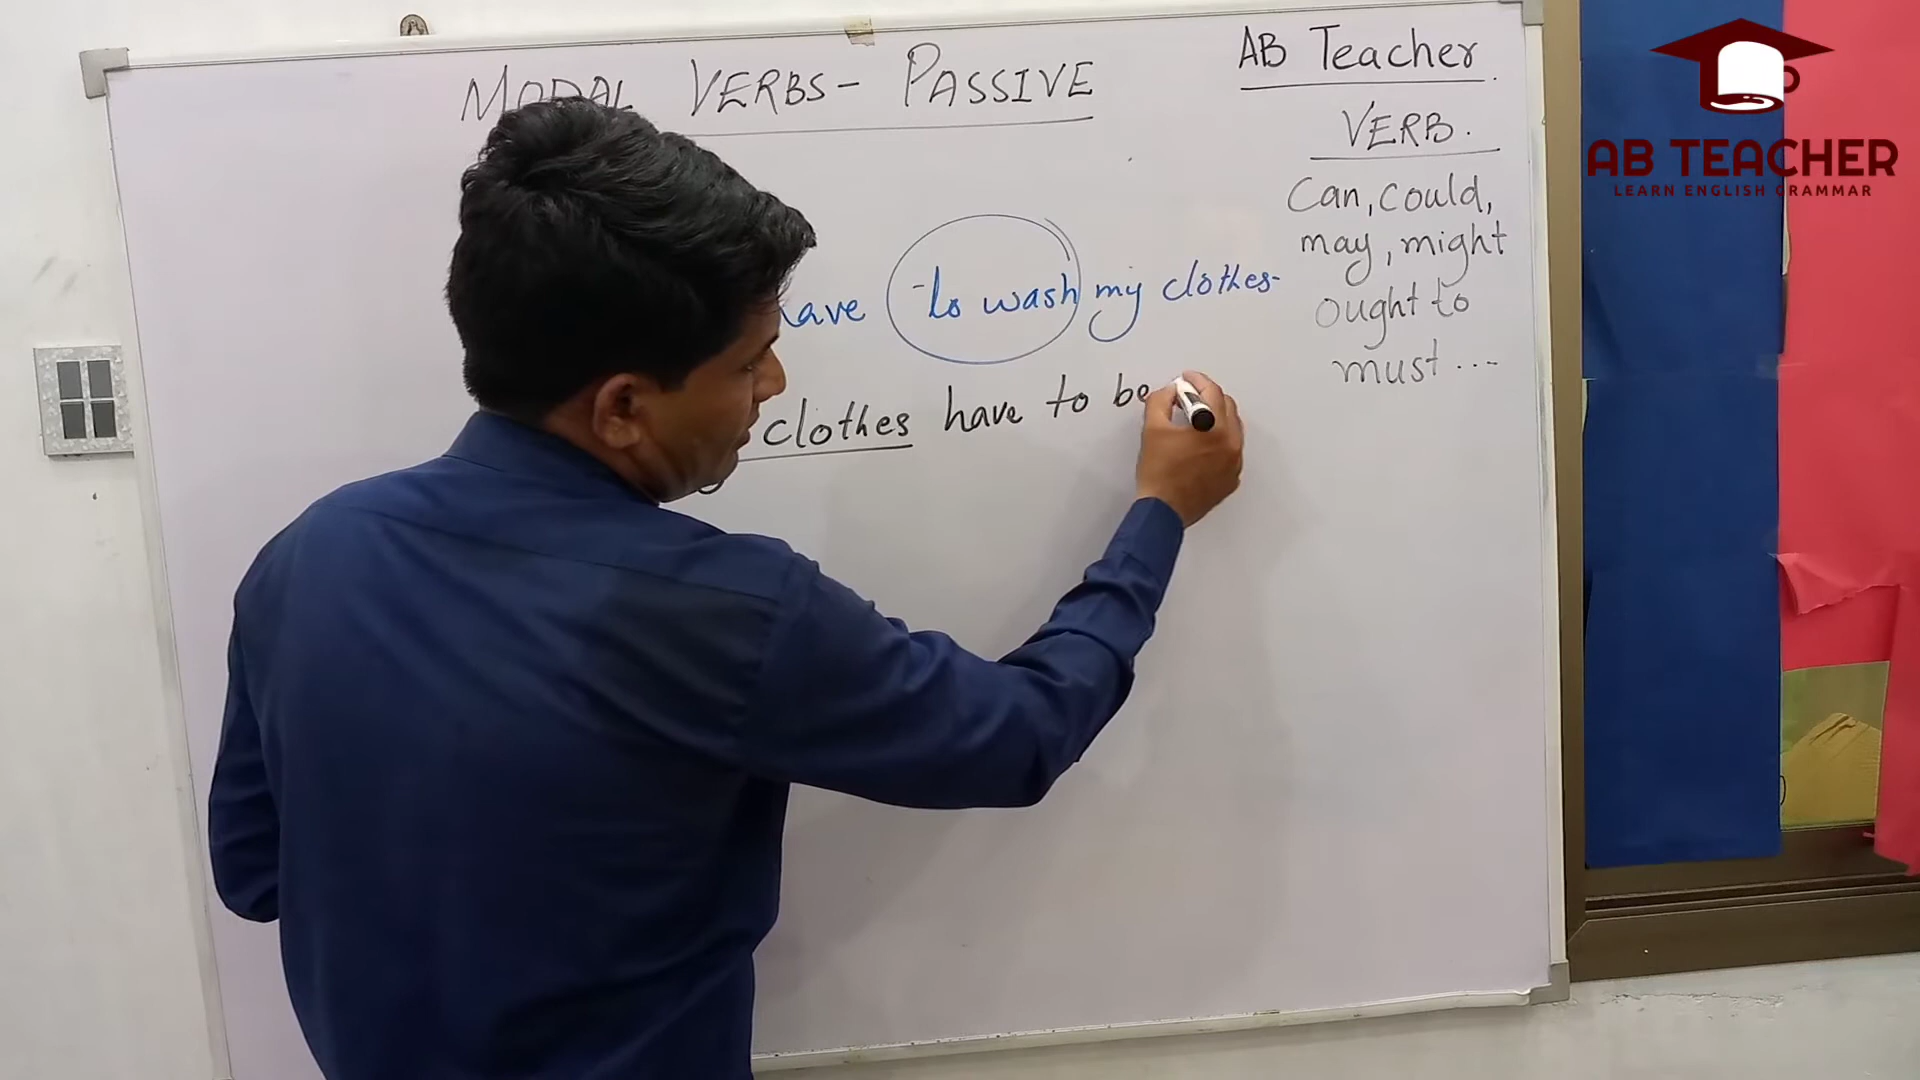 MODAL VERBS- PASSIVE
AB Teacher
VERB.
Can, could,
may, might
ought to
must ...
have to wash my clothes.
clothes have to be
AB TEACHER
LEARN ENGLISH GRAMMAR